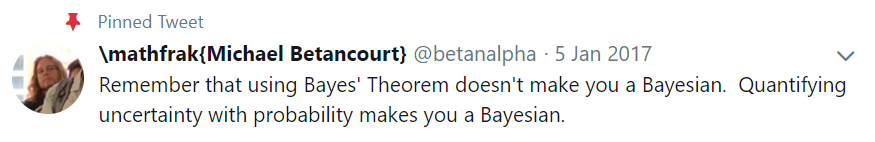 Pinned Tweet
\mathfrak{Michael Betancourt} @betanalpha · 5 Jan 2017
Remember that using Bayes' Theorem doesn't make you a Bayesian.  Quantifying
uncertainty with probability makes you a Bayesian.